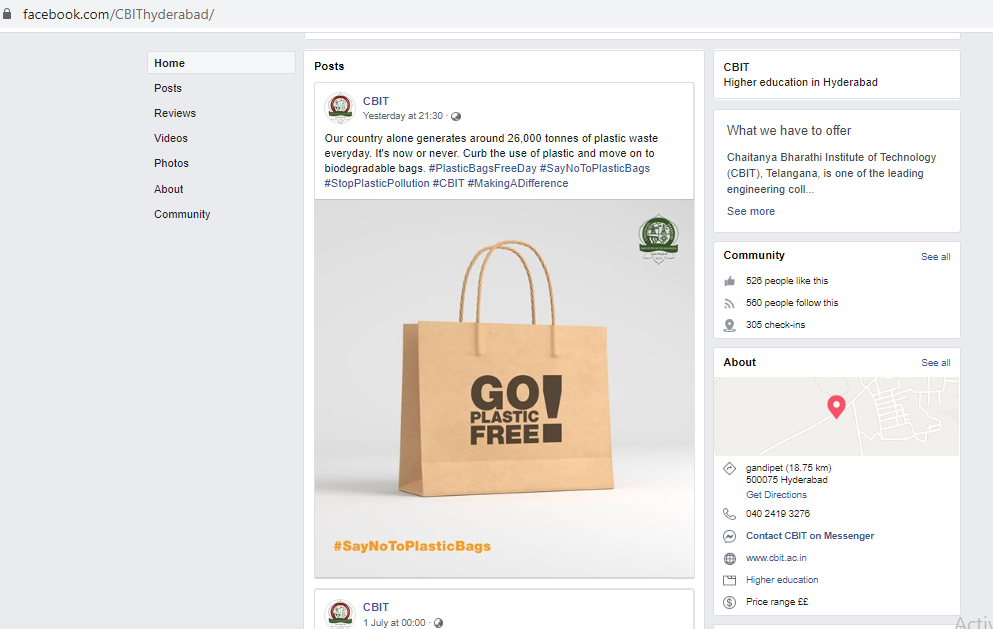 facebook.com/CBIThyderabad/
Home
Posts
Reviews
Videos
Photos
About
Community
Posts
CBIT
Yesterday at 21:30 ·
Our country alone generates around 26,000 tonnes of plastic waste
everyday. It's now or never. Curb the use of plastic and move on to
biodegradable bags. #PlasticBagsFreeDay #SayNoToPlasticBags
#StopPlasticPollution #CBIT #MakingADifference
GO!
PLASTIC
FREE
#SayNoToPlasticBags
CBIT
1 July at 00:00 ·
CBIT
Higher education in Hyderabad
What we have to offer
Chaitanya Bharathi Institute of Technology
(CBIT), Telangana, is one of the leading
engineering coll...
See more
Community See all
526 people like this
560 people follow this
305 check-ins
About See all
gandipet (18.75 km)
500075 Hyderabad
Get Directions
040 2419 3276
Contact CBIT on Messenger
www.cbit.ac.in
Higher education
Price range ££